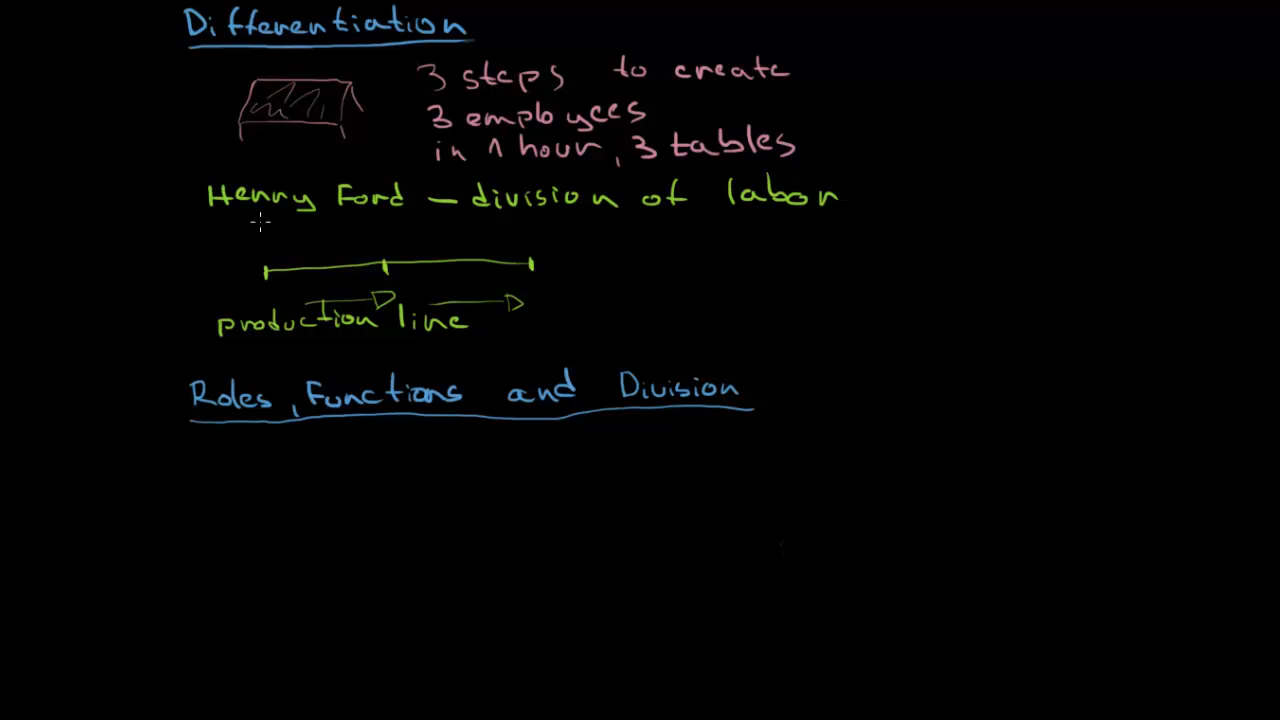 Differentiation
3 steps to create
3 employees
in 1 hour, 3 tables
Henry Ford – division of labor
production line
Roles, Functions and Division